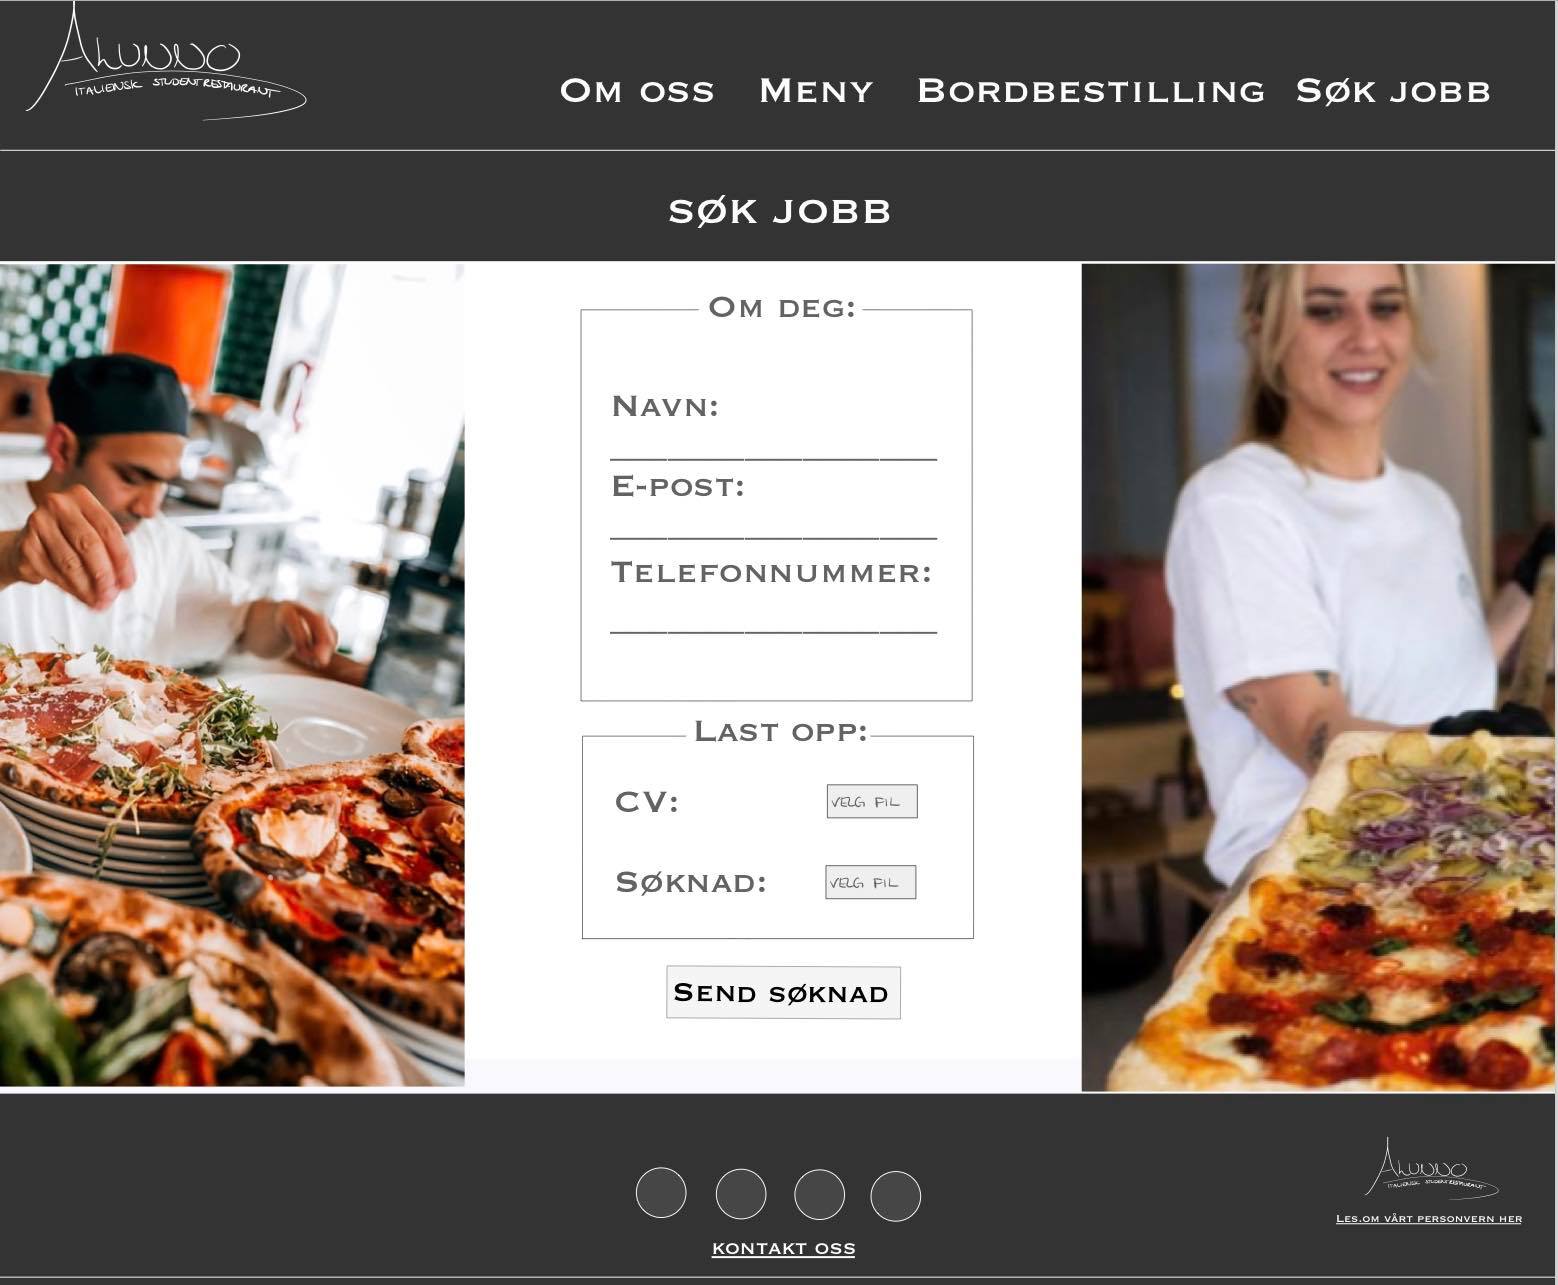 Alunno
ITALIENSK STUDENTRESTAURANT
Om oss Meny Bordbestilling Søk jobb
SØK JOBB
Om deg:
Navn:
E-post:
Telefonnummer:
Last opp:
CV: VELG FIL
Søknad: VELG FIL
Send søknad
Alunno
ITALIENSK STUDENTRESTAURANT
Les.om vårt personvern her
KONTAKT OSS